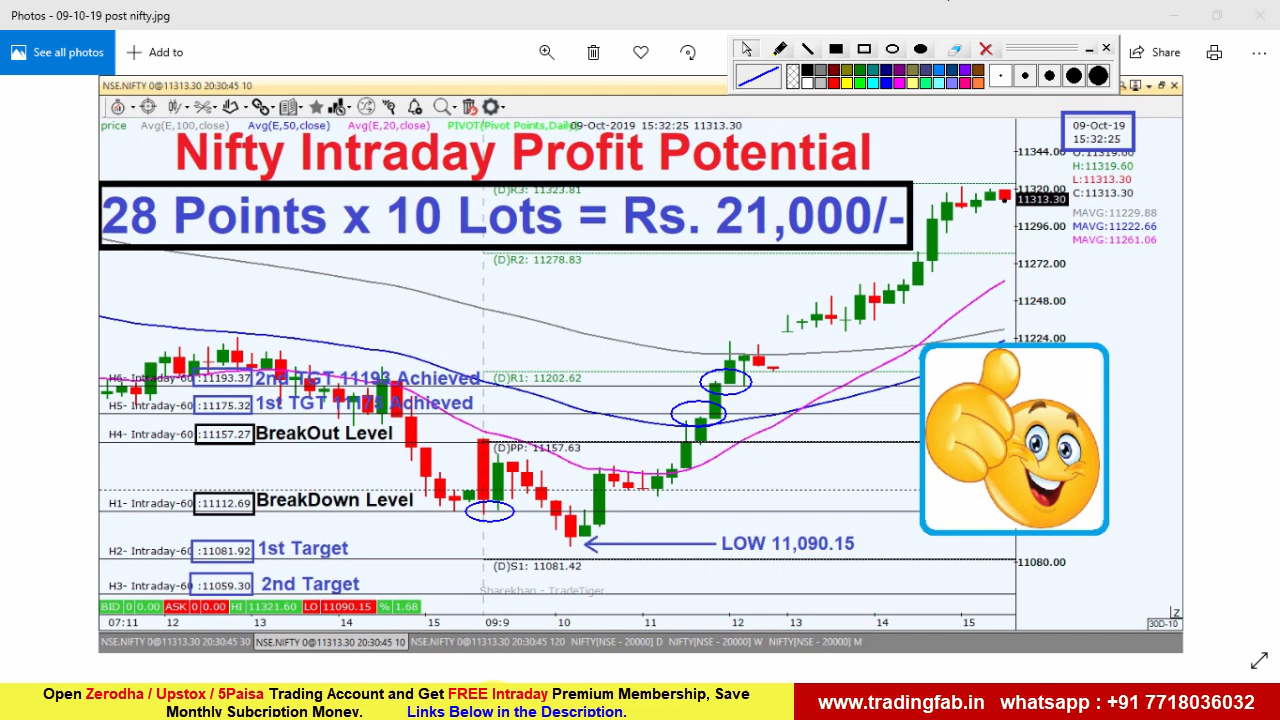 Photos - 09-10-19 post nifty.jpg
See all photos
Add to
Share
NSE.NIFTY 0@11313.30 20:30:45 10
price Avg(E,100,close) Avg(E,50,close) Avg(E,20,close) PIVOT(Pivot Points,Daily) 09-Oct-2019 15:32:25 11313.30
09-Oct-19
15:32:25
Nifty Intraday Profit Potential
O:11319.60
H:11319.60
L:11313.30
C:11313.30
MAVG:11229.88
MAVG:11222.66
MAVG:11261.06
28 Points x 10 Lots = Rs. 21,000/-
11344.00
11320.00
11313.30
11296.00
11272.00
11248.00
11224.00
11080.00
(D)R3: 11323.81
(D)R2: 11278.83
(D)R1: 11202.62
(D)PP: 11157.63
(D)S1: 11081.42
H6- Intraday-60 :11193.37 2nd TGT 11193 Achieved
H5- Intraday-60 :11175.32 1st TGT 11175 Achieved
H4- Intraday-60 :11157.27 BreakOut Level
H1- Intraday-60 :11112.69 BreakDown Level
H2- Intraday-60 :11081.92 1st Target
H3- Intraday-60 :11059.30 2nd Target
LOW 11,090.15
Sharekhan - TradeTiger
BID 0 0.00 ASK 0 0.00 HI 11321.60 LO 11090.15 % 1.68
07:11 12 13 14 15 09:9 10 11 12 13 14 15
Z
30D-10
NSE.NIFTY 0@11313.30 20:30:45 30 NSE.NIFTY 0@11313.30 20:30:45 10 NSE.NIFTY 0@11313.30 20:30:45 120 NIFTY[NSE - 20000] D NIFTY[NSE - 20000] W NIFTY[NSE - 20000] M
Open Zerodha / Upstox / 5Paisa Trading Account and Get FREE Intraday Premium Membership, Save
Monthly Subcription Money. Links Below in the Description.
www.tradingfab.in whatsapp : +91 7718036032